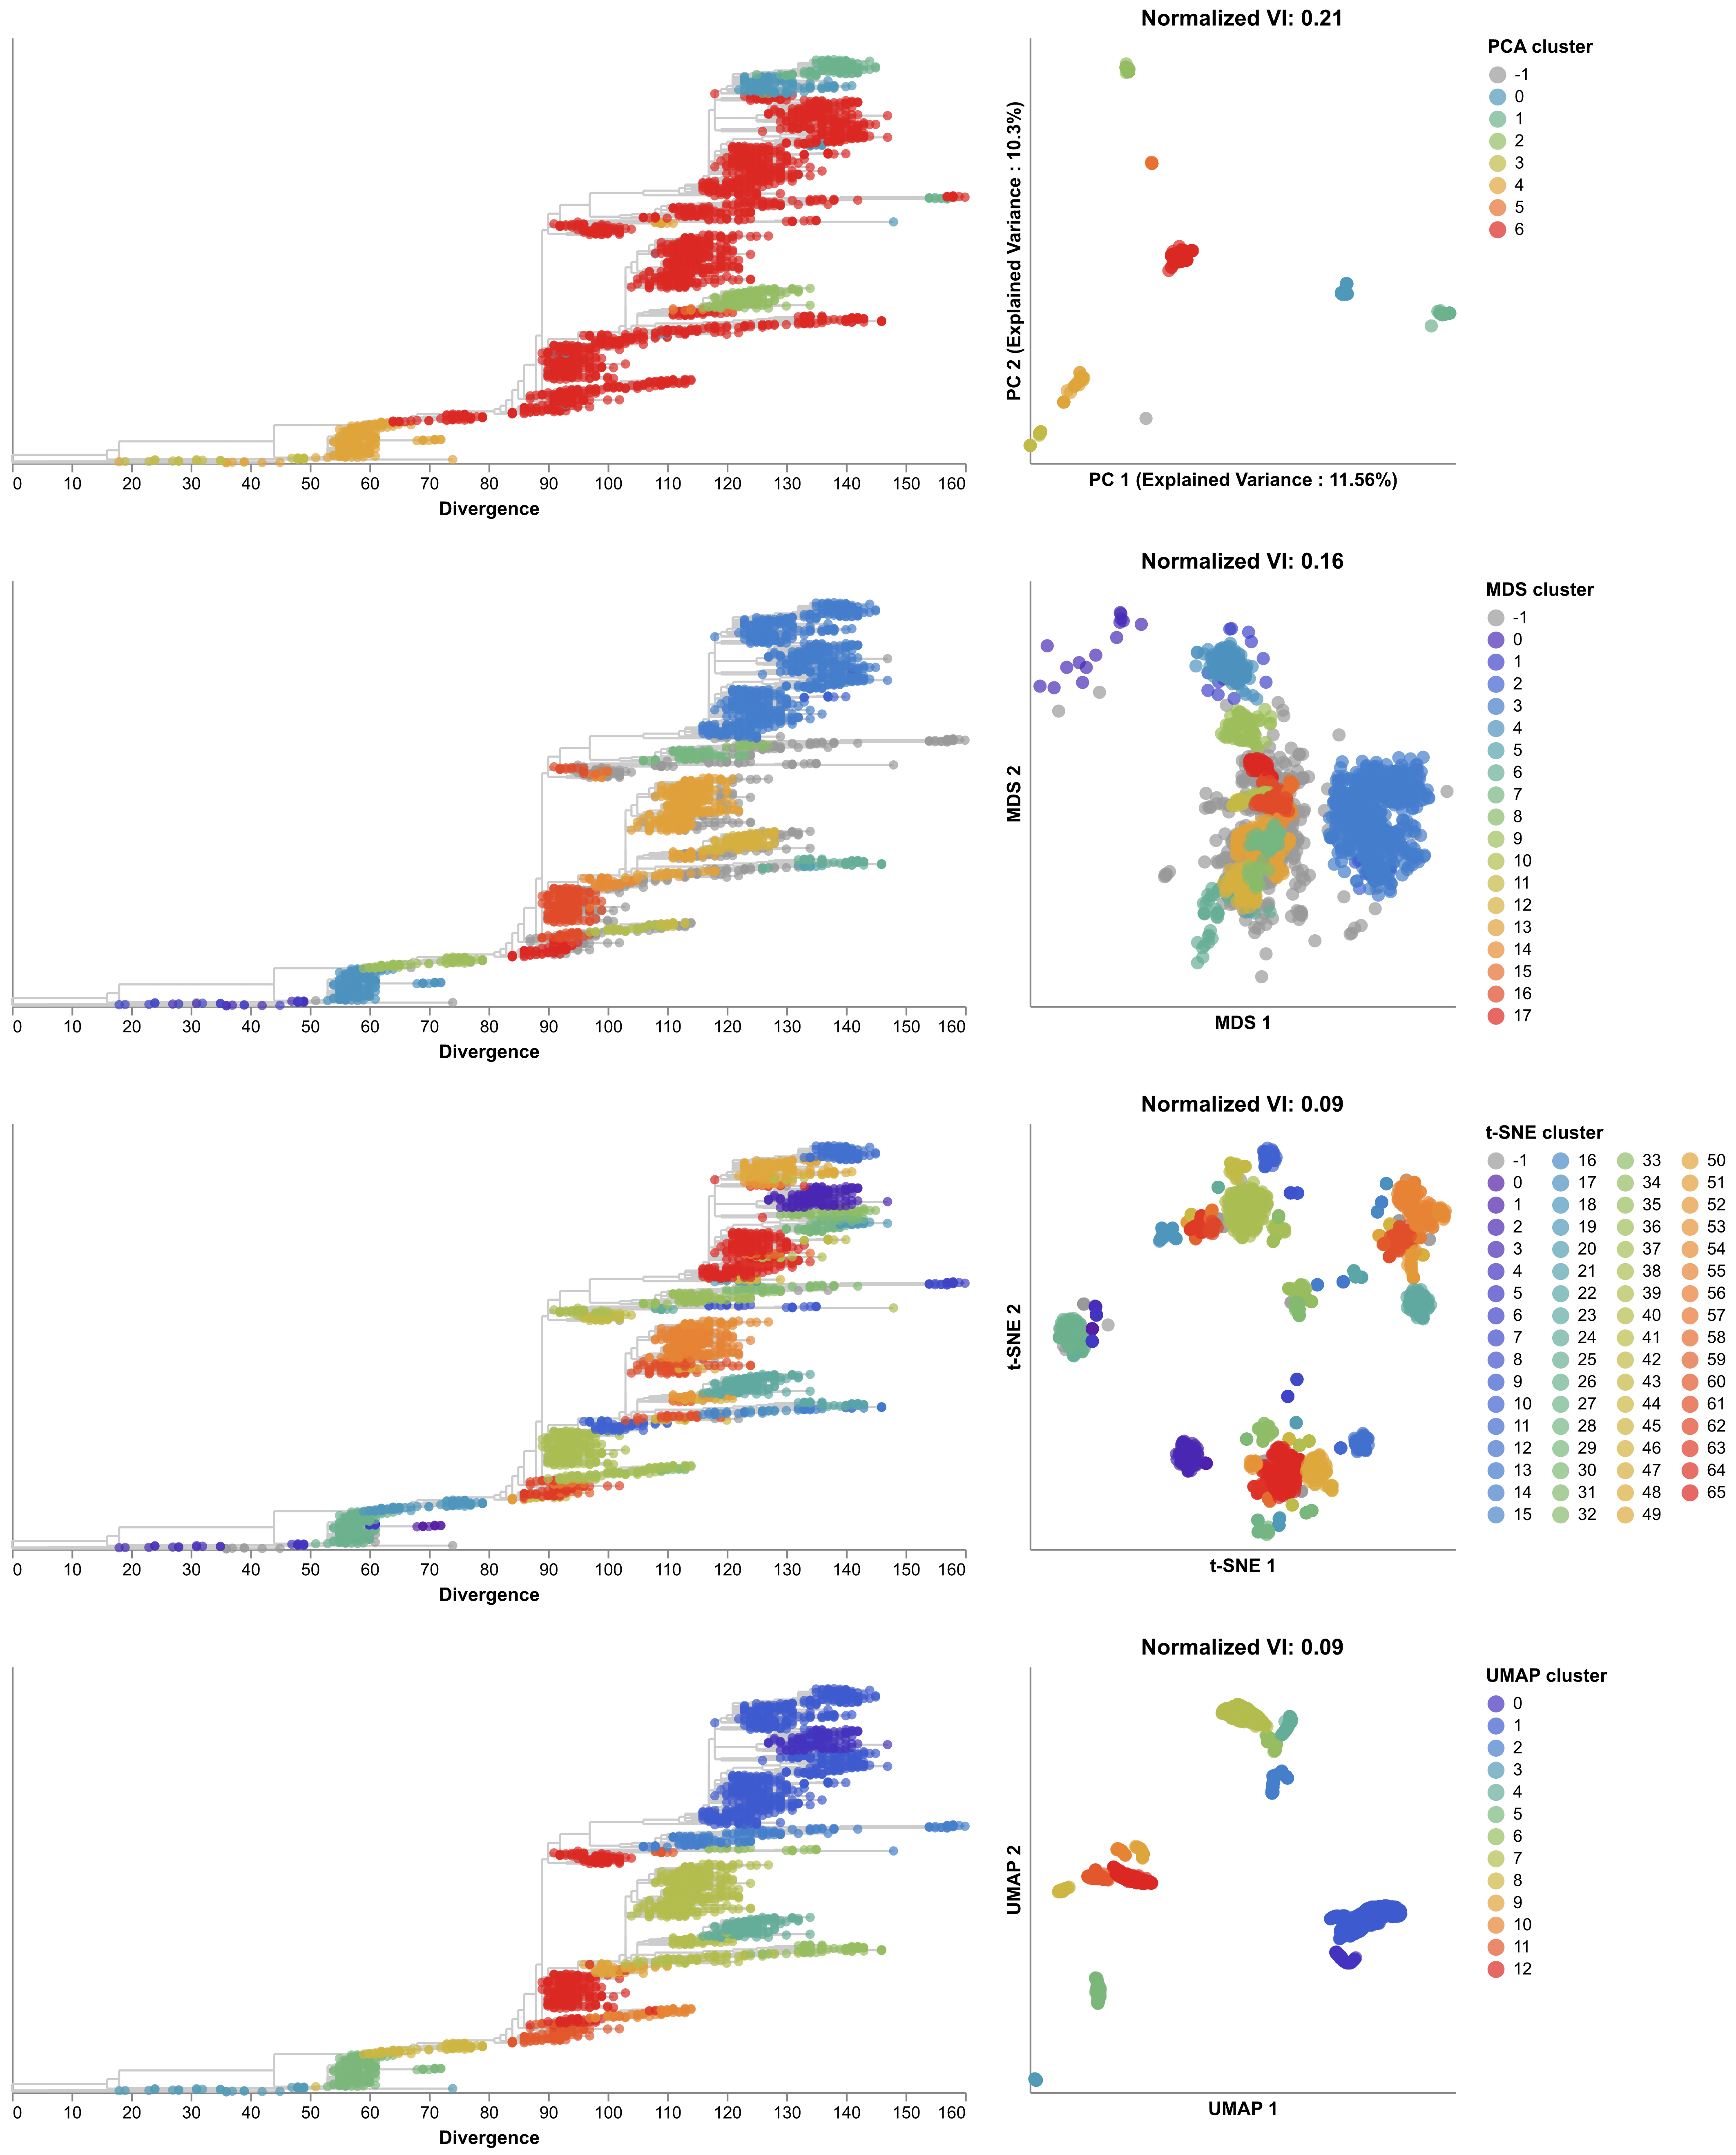 Normalized VI: 0.21
PC 2 (Explained Variance : 10.3%)
PC 1 (Explained Variance : 11.56%)
PCA cluster
-1
0
1
2
3
4
5
6
0 10 20 30 40 50 60 70 80 90 100 110 120 130 140 150 160
Divergence
Normalized VI: 0.16
MDS 2
MDS 1
MDS cluster
-1
0
1
2
3
4
5
6
7
8
9
10
11
12
13
14
15
16
17
0 10 20 30 40 50 60 70 80 90 100 110 120 130 140 150 160
Divergence
Normalized VI: 0.09
t-SNE 2
t-SNE 1
t-SNE cluster
-1 16 33 50
0 17 34 51
1 18 35 52
2 19 36 53
3 20 37 54
4 21 38 55
5 22 39 56
6 23 40 57
7 24 41 58
8 25 42 59
9 26 43 60
10 27 44 61
11 28 45 62
12 29 46 63
13 30 47 64
14 31 48 65
15 32 49
0 10 20 30 40 50 60 70 80 90 100 110 120 130 140 150 160
Divergence
Normalized VI: 0.09
UMAP 2
UMAP 1
UMAP cluster
0
1
2
3
4
5
6
7
8
9
10
11
12
0 10 20 30 40 50 60 70 80 90 100 110 120 130 140 150 160
Divergence